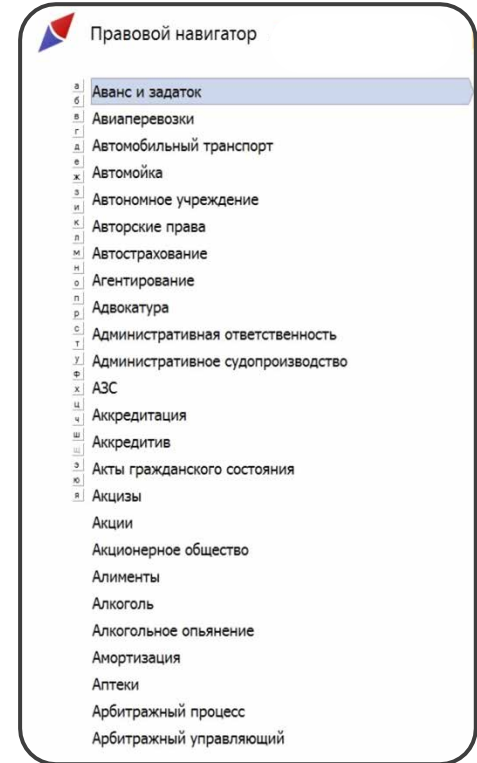 Правовой навигатор
а
б
в
г
д
е
ж
з
и
к
л
м
н
о
п
р
с
т
у
ф
х
ц
ч
ш
щ
э
ю
я
Аванс и задаток
Авиаперевозки
Автомобильный транспорт
Автомойка
Автономное учреждение
Авторские права
Автострахование
Агентирование
Адвокатура
Административная ответственность
Административное судопроизводство
АЗС
Аккредитация
Аккредитив
Акты гражданского состояния
Акцизы
Акции
Акционерное общество
Алименты
Алкоголь
Алкогольное опьянение
Амортизация
Аптеки
Арбитражный процесс
Арбитражный управляющий